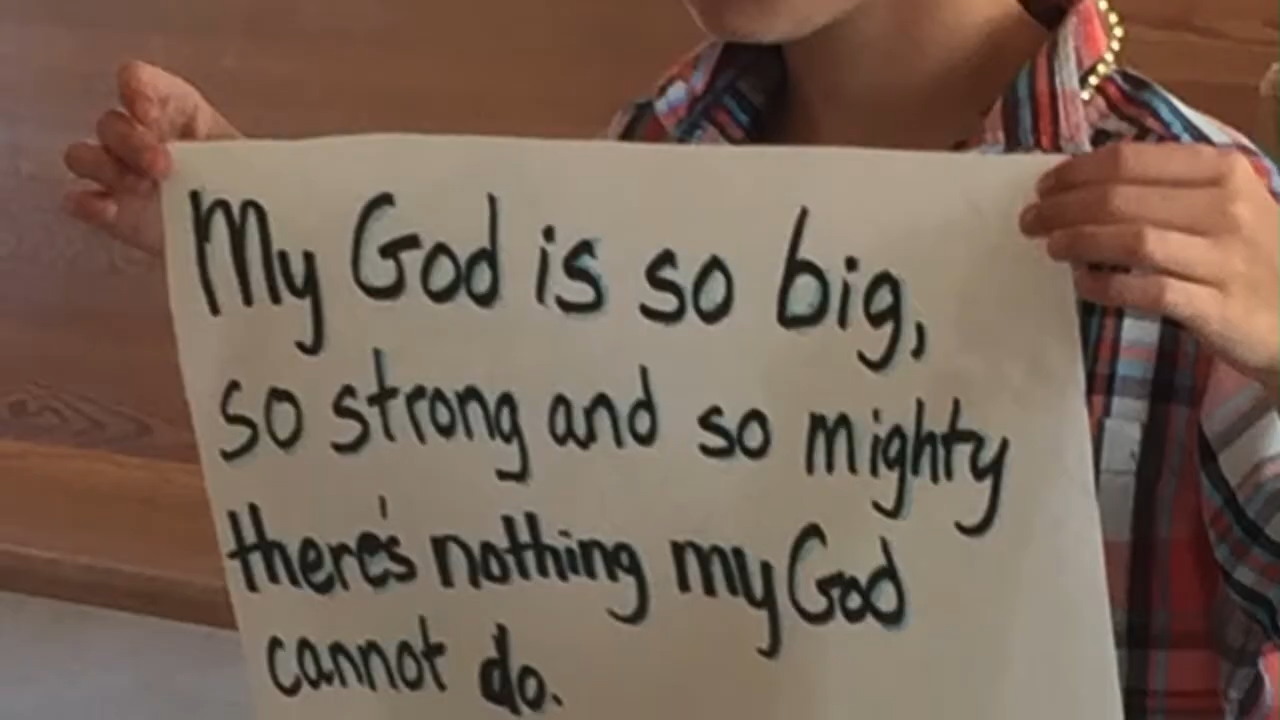 My God is so big,
so strong and so mighty
there's nothing my God
cannot do.